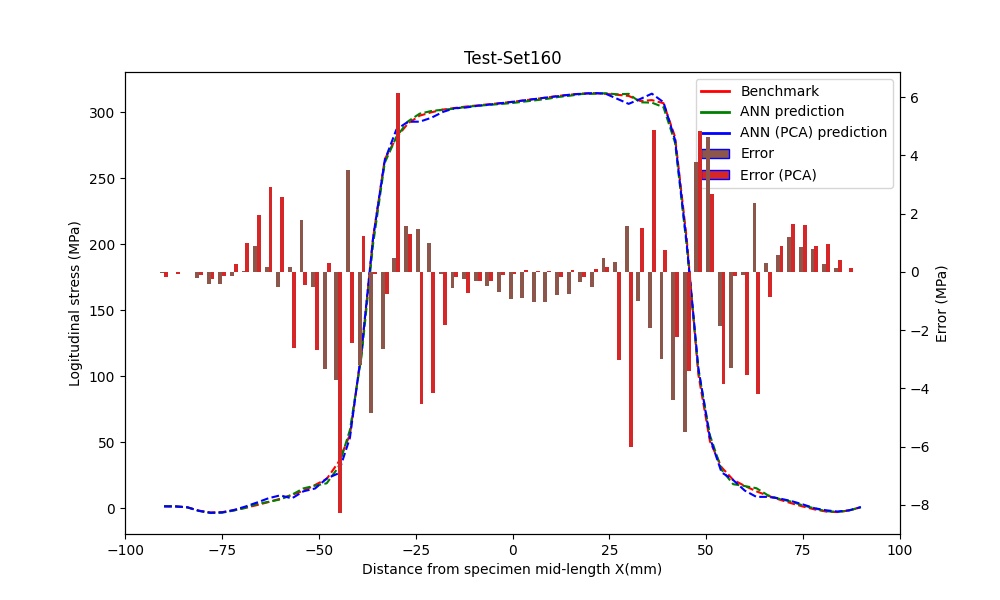 Test-Set160
Benchmark
ANN prediction
ANN (PCA) prediction
Error
Error (PCA)
300
250
200
150
100
50
0
Logitudinal stress (MPa)
6
4
2
0
−2
−4
−6
−8
Error (MPa)
−100 −75 −50 −25 0 25 50 75 100
Distance from specimen mid-length X(mm)